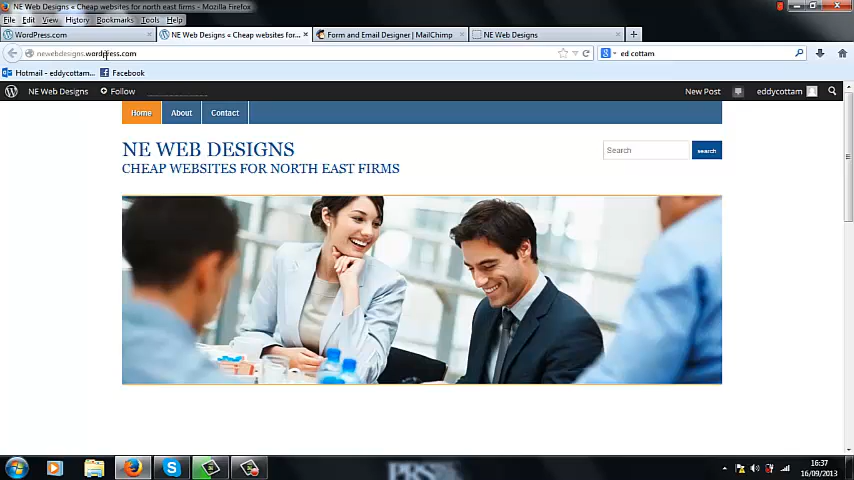 NE Web Designs « Cheap websites for north east firms - Mozilla Firefox
File Edit View History Bookmarks Tools Help
WordPress.com
NE Web Designs « Cheap websites for...
Form and Email Designer | MailChimp
NE Web Designs
newebdesigns.wordpress.com
ed cottam
Hotmail - eddycottam...
Facebook
NE Web Designs
Follow
New Post
eddycottam
Home About Contact
NE WEB DESIGNS
CHEAP WEBSITES FOR NORTH EAST FIRMS
Search
search
16:37
16/09/2013